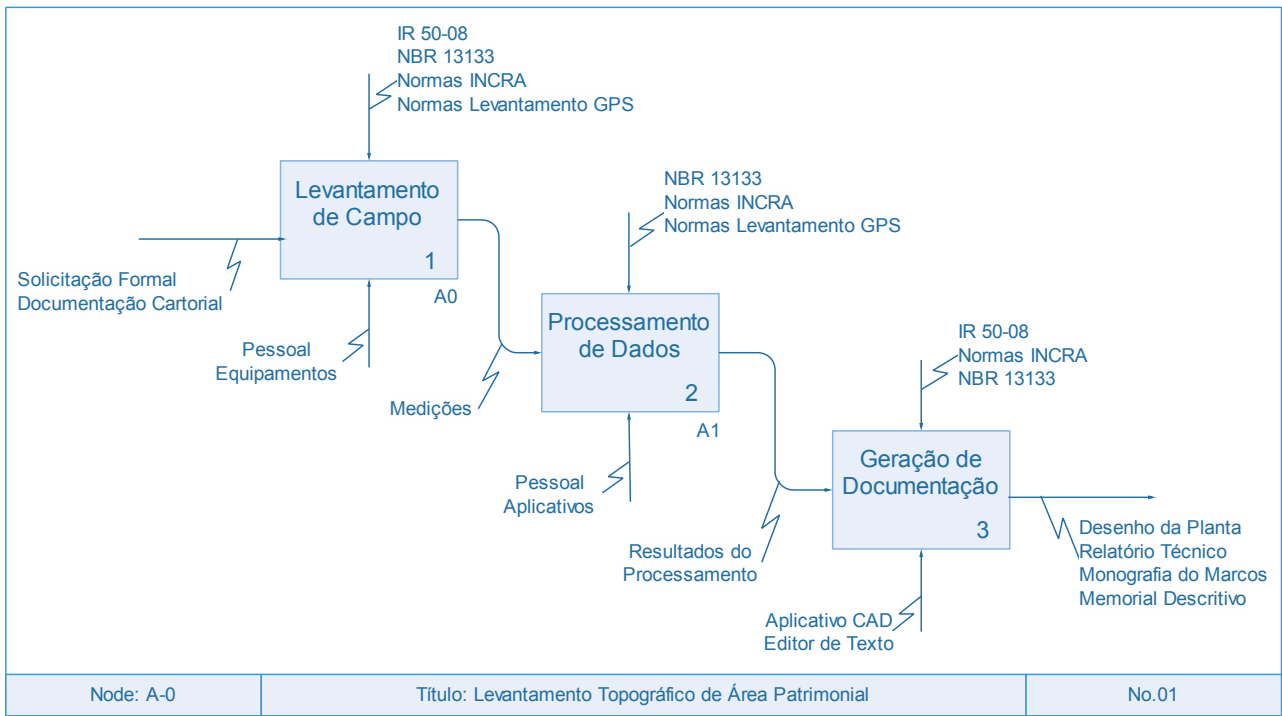 IR 50-08
NBR 13133
Normas INCRA
Normas Levantamento GPS
Levantamento
de Campo
1
A0
Solicitação Formal
Documentação Cartorial
Pessoal
Equipamentos
Medições
NBR 13133
Normas INCRA
Normas Levantamento GPS
Processamento
de Dados
2
A1
Pessoal
Aplicativos
Resultados do
Processamento
IR 50-08
Normas INCRA
NBR 13133
Geração de
Documentação
3
Aplicativo CAD
Editor de Texto
Desenho da Planta
Relatório Técnico
Monografia do Marcos
Memorial Descritivo
Node: A-0
Título: Levantamento Topográfico de Área Patrimonial
No.01